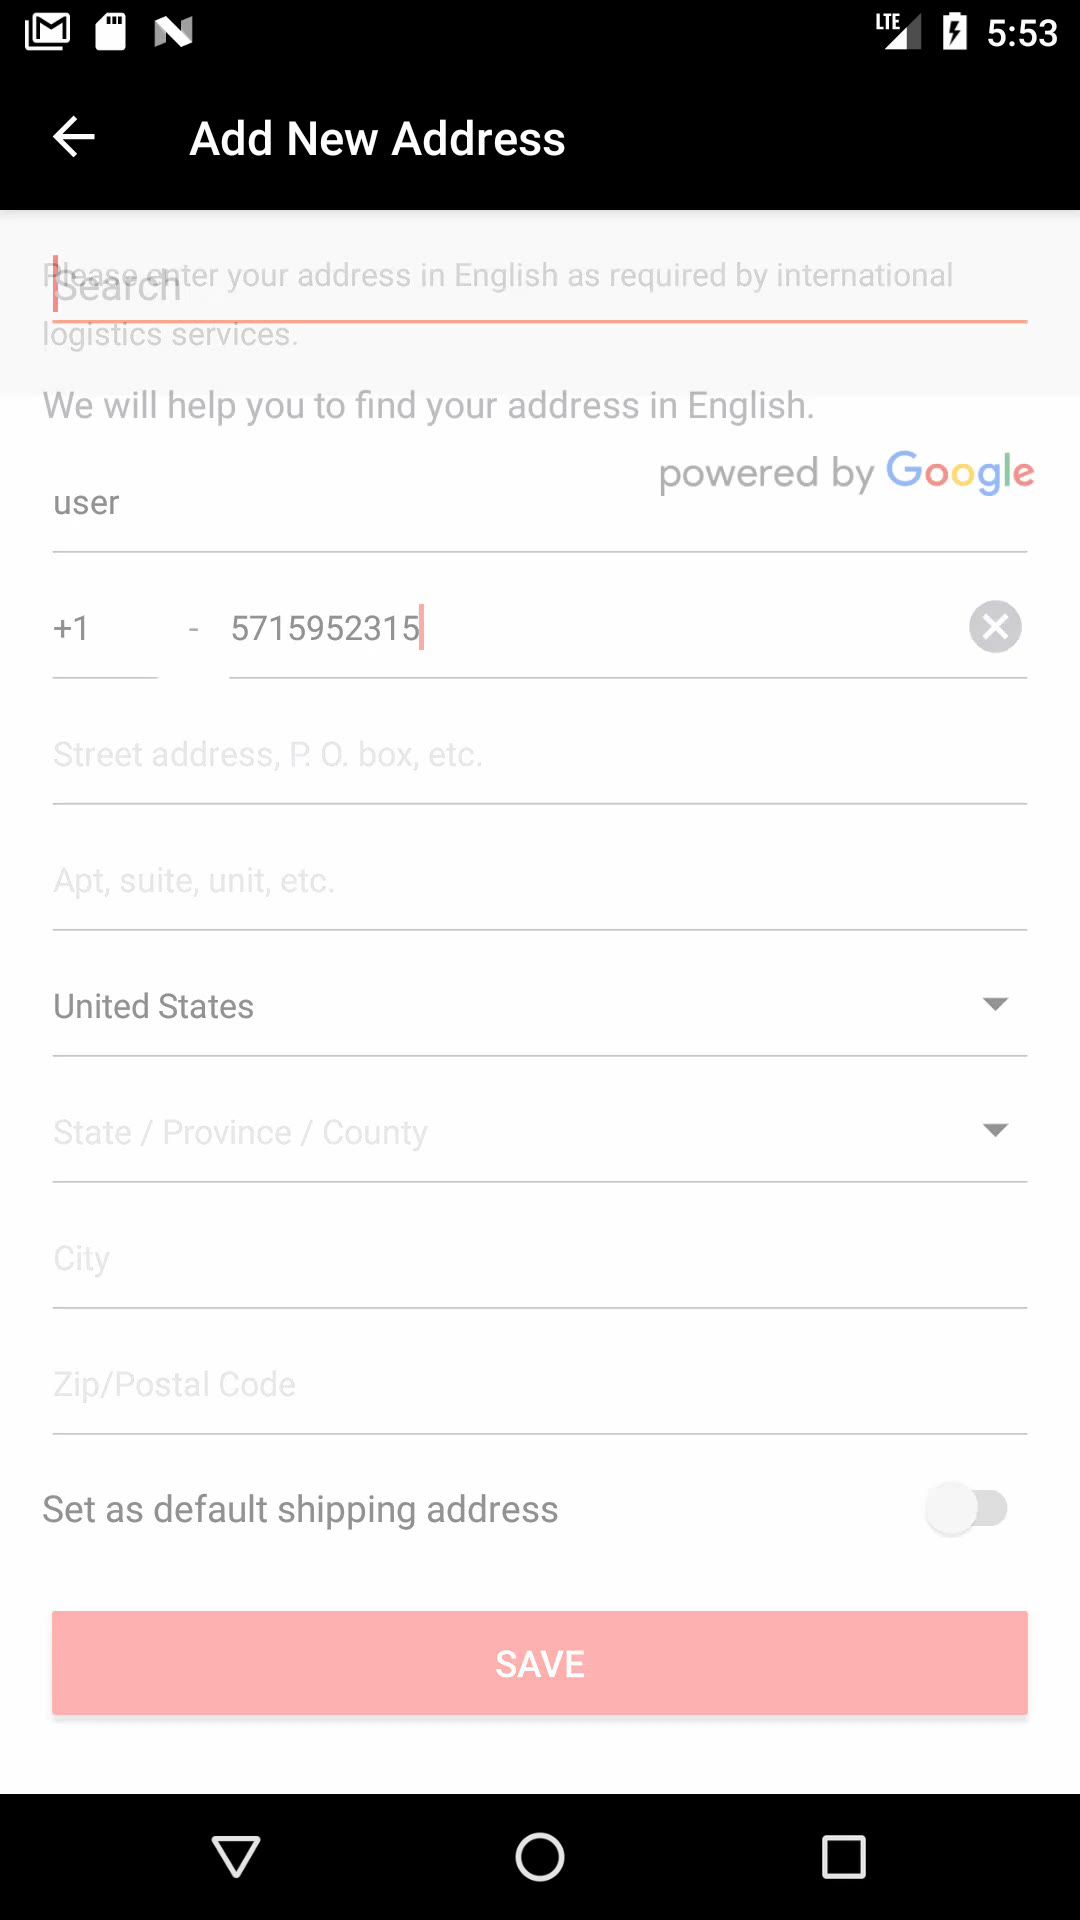 LTE 5:53
Add New Address
Please enter your address in English as required by international
Search
logistics services.
We will help you to find your address in English.
powered by Google
user
+1 - 5715952315
Street address, P. O. box, etc.
Apt, suite, unit, etc.
United States
State / Province / County
City
Zip/Postal Code
Set as default shipping address
SAVE